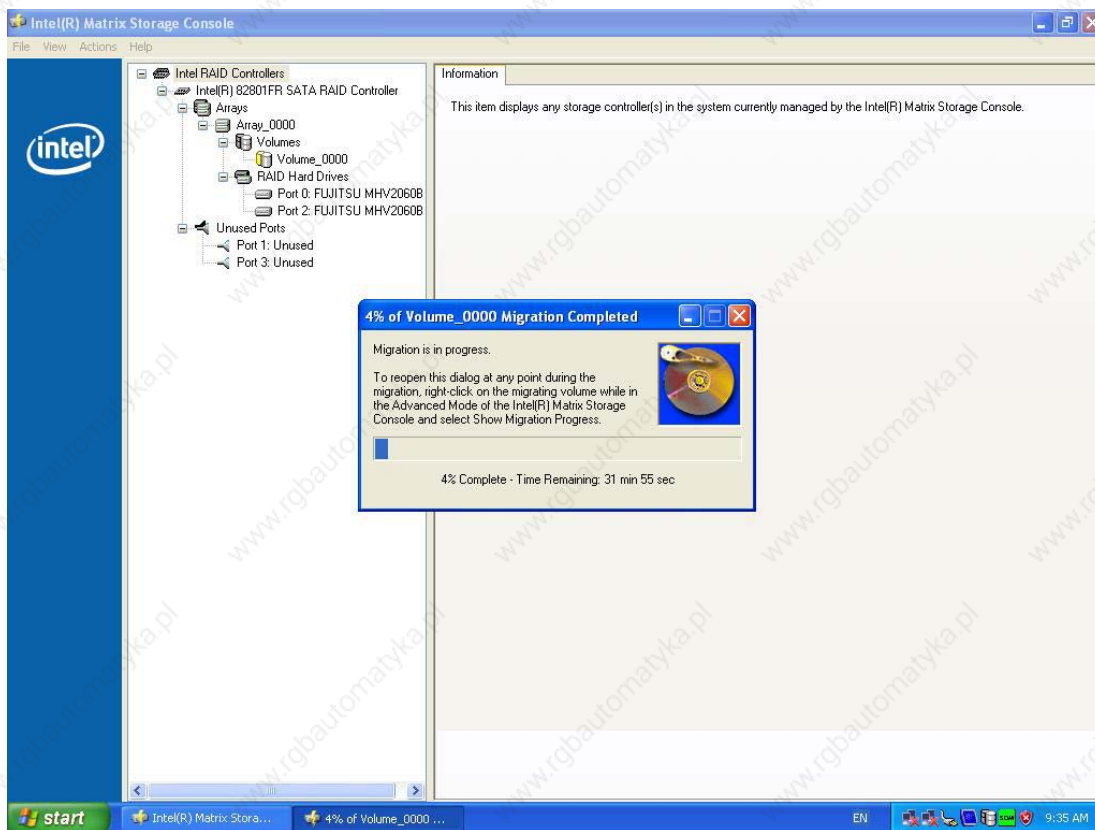 Intel(R) Matrix Storage Console
File View Actions Help
intel
Intel RAID Controllers
Intel(R) 82801FR SATA RAID Controller
Arrays
Array_0000
Volumes
Volume_0000
RAID Hard Drives
Port 0: FUJITSU MHV2060B
Port 2: FUJITSU MHV2060B
Unused Ports
Port 1: Unused
Port 3: Unused
Information
This item displays any storage controller(s) in the system currently managed by the Intel(R) Matrix Storage Console.
4% of Volume_0000 Migration Completed
Migration is in progress.
To reopen this dialog at any point during the
migration, right-click on the migrating volume while in
the Advanced Mode of the Intel(R) Matrix Storage
Console and select Show Migration Progress.
4% Complete - Time Remaining: 31 min 55 sec
start
Intel(R) Matrix Stora...
4% of Volume_0000 ...
EN
9:35 AM
www.rgbautomatyka.pl